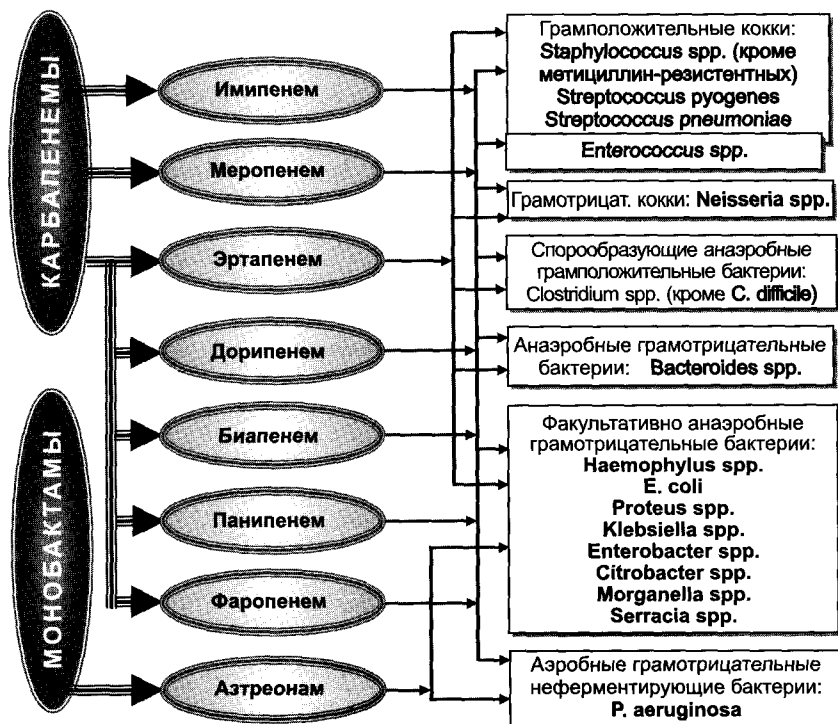 КАРБАПЕНЕМЫ
Имипенем
Меропенем
Эртапенем
Дорипенем
Биапенем
Панипенем
Фаропенем
МОНОБАКТАМЫ
Азтреонам
Грамположительные кокки:
Staphylococcus spp. (кроме
метициллин-резистентных)
Streptococcus pyogenes
Streptococcus pneumoniae
Enterococcus spp.
Грамотрицат. кокки: Neisseria spp.
Спорообразующие анаэробные
грамположительные бактерии:
Clostridium spp. (кроме C. difficile)
Анаэробные грамотрицательные
бактерии: Bacteroides spp.
Факультативно анаэробные
грамотрицательные бактерии:
Haemophylus spp.
E. coli
Proteus spp.
Klebsiella spp.
Enterobacter spp.
Citrobacter spp.
Morganella spp.
Serracia spp.
Аэробные грамотрицательные
неферментирующие бактерии:
P. aeruginosa